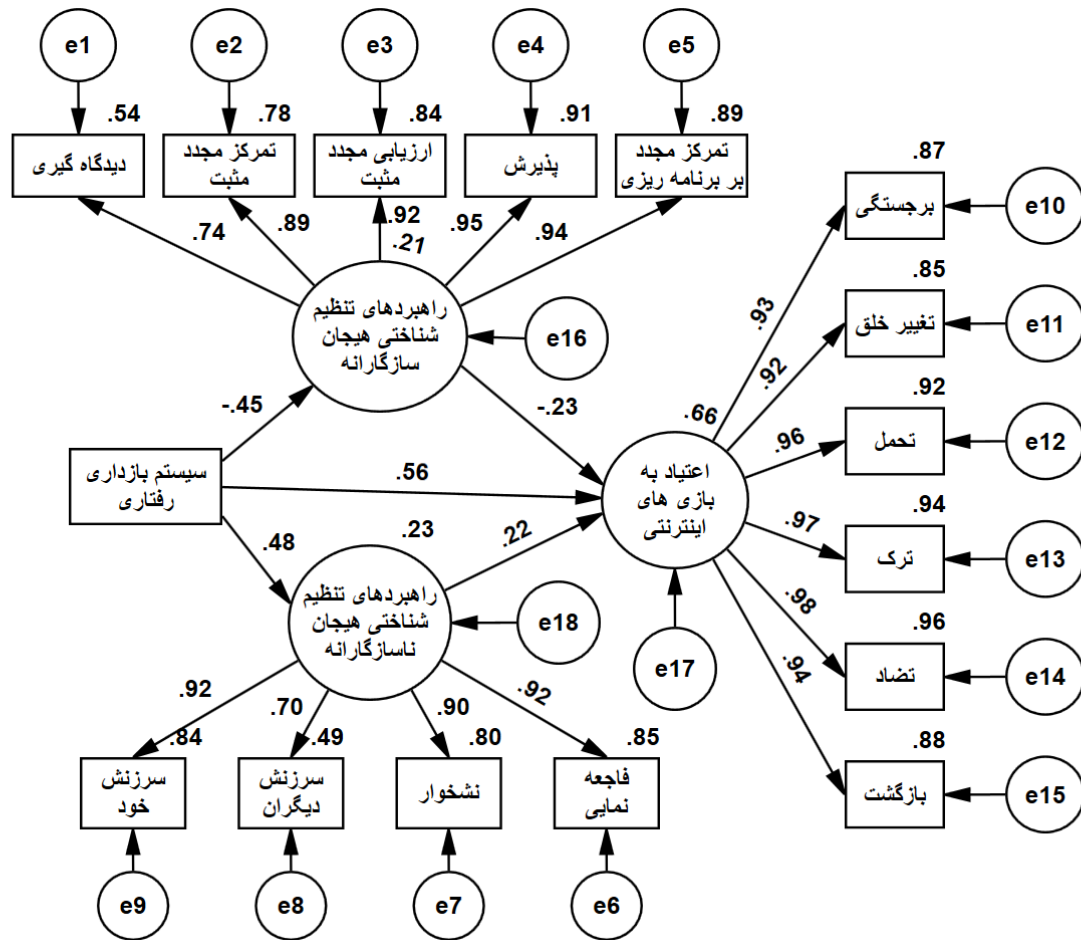 e1
e2
e3
e4
e5
.54
.78
.84
.91
.89
دیدگاه گیری
تمرکز مجدد
مثبت
ارزیابی مجدد
مثبت
پذیرش
تمرکز مجدد
بر برنامه ریزی
.74
.89
.92
.95
.94
.21
راهبردهای تنظیم
شناختی هیجان
سازگارانه
e16
-.45
-.23
سیستم بازداری
رفتاری
.56
.66
اعتیاد به
بازی های
اینترنتی
e17
.48
.23
.22
راهبردهای تنظیم
شناختی هیجان
ناسازگارانه
e18
.92
.70
.90
.92
.84
.49
.80
.85
سرزنش
خود
سرزنش
دیگران
نشخوار
فاجعه
نمایی
e9
e8
e7
e6
.93
.92
.96
.97
.98
.94
.87
برجستگی
e10
.85
تغییر خلق
e11
.92
تحمل
e12
.94
ترک
e13
.96
تضاد
e14
.88
بازگشت
e15